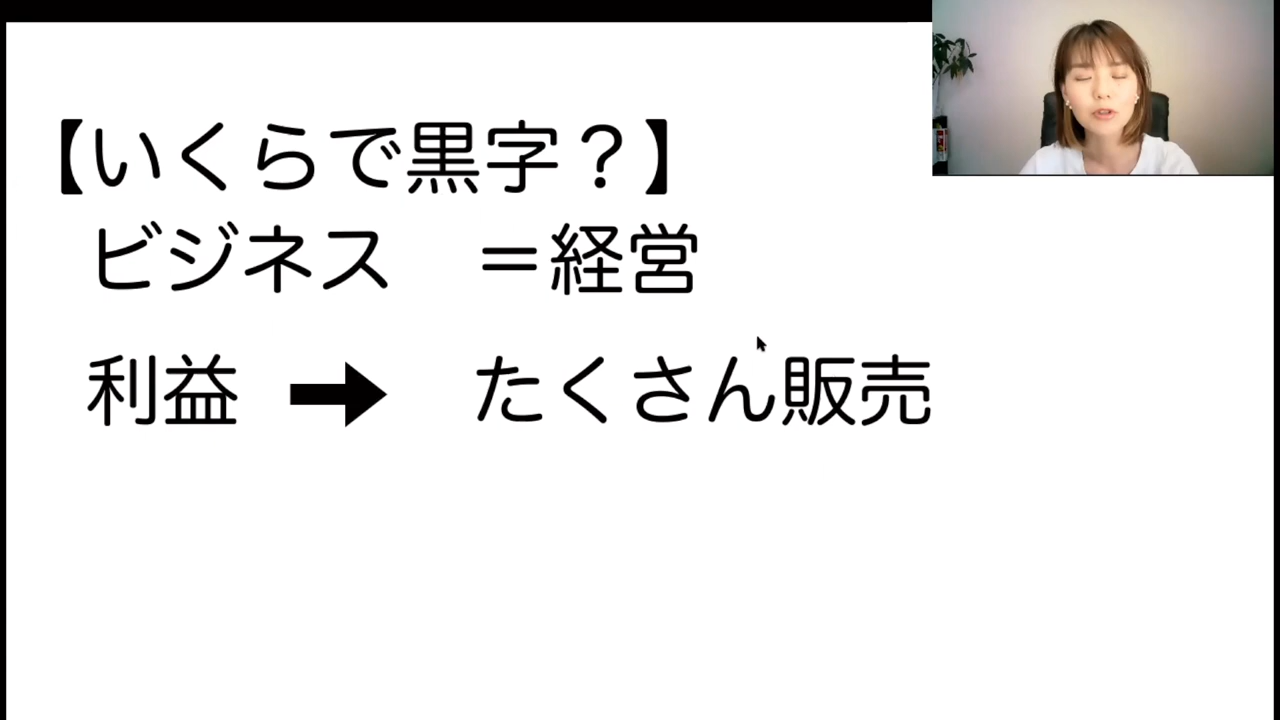 【いくらで黒字？】
ビジネス　＝経営
利益 ➡ たくさん販売